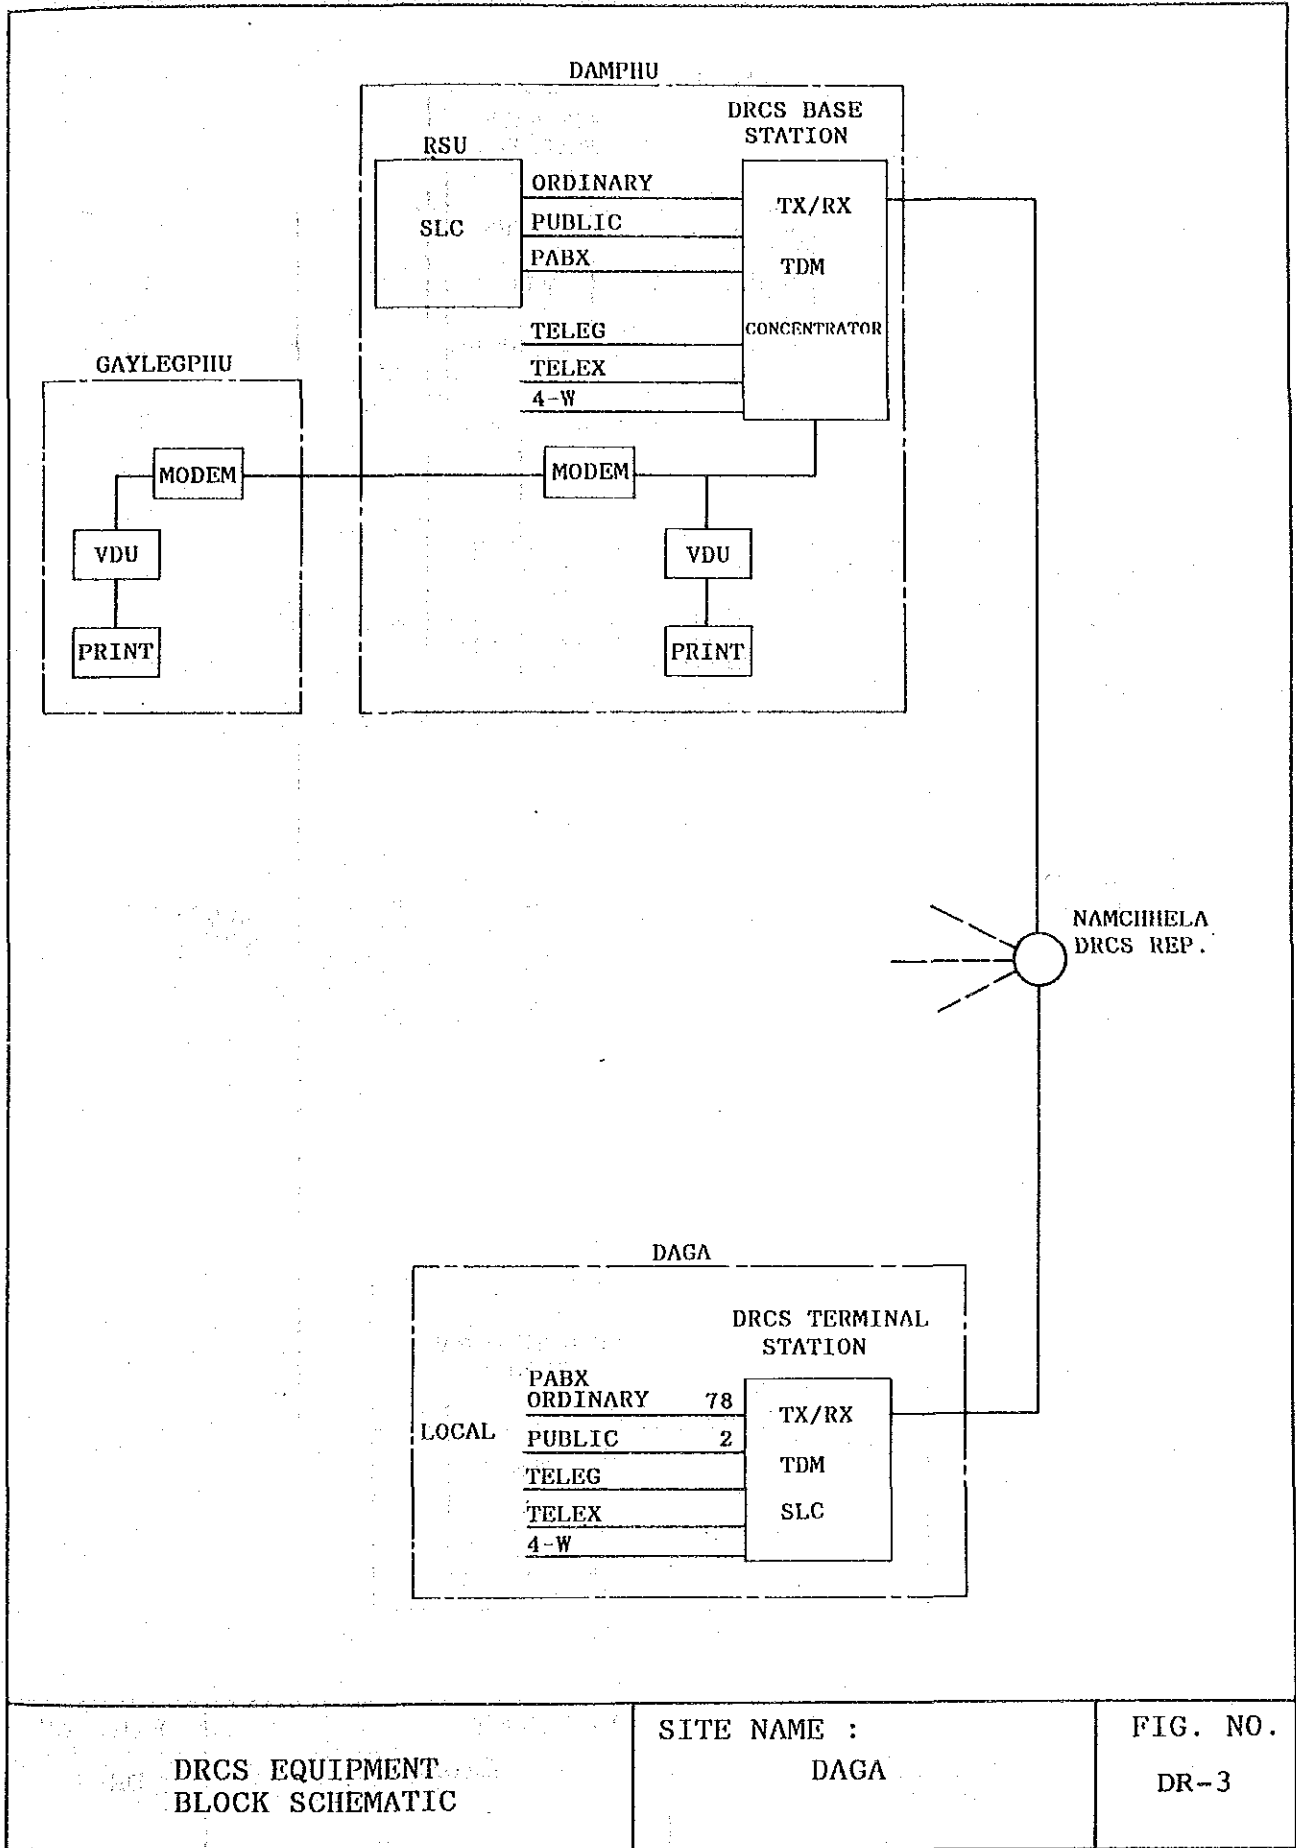 DAMPHU
DRCS BASE
STATION
RSU
ORDINARY
TX/RX
SLC
PUBLIC
PABX
TDM
TELEG
CONCENTRATOR
TELEX
4-W
GAYLEGPHU
MODEM
MODEM
VDU
VDU
PRINT
PRINT
NAMCHHELA
DRCS REP.
DAGA
DRCS TERMINAL
STATION
PABX
ORDINARY 78
TX/RX
LOCAL
PUBLIC 2
TDM
TELEG
SLC
TELEX
4-W
DRCS EQUIPMENT
BLOCK SCHEMATIC
SITE NAME :
DAGA
FIG. NO.
DR-3